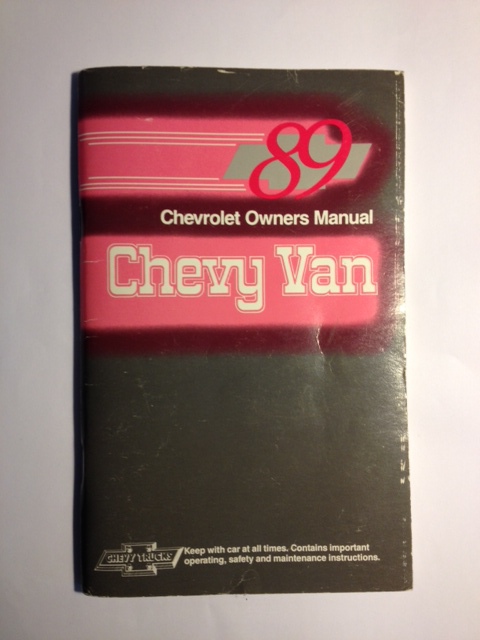 89
Chevrolet Owners Manual
Chevy Van
CHEVY TRUCKS
Keep with car at all times. Contains important
operating, safety and maintenance instructions.